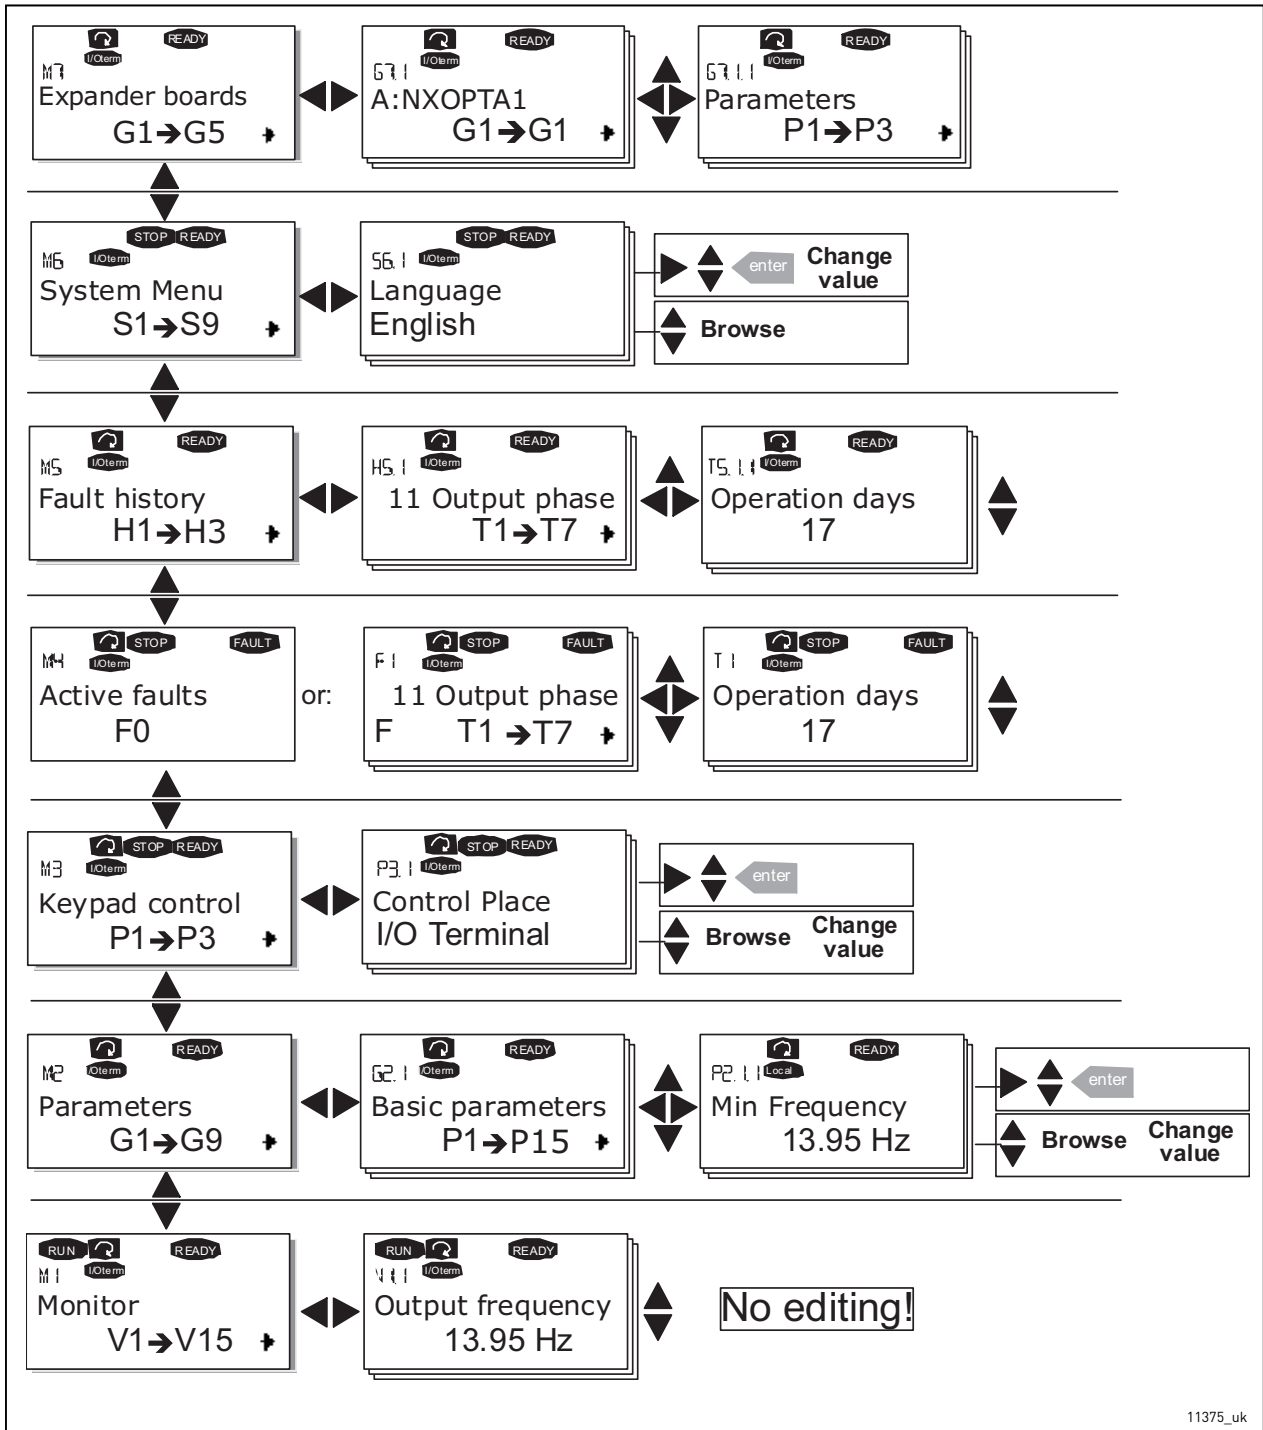 READY
I/Oterm
M7
Expander boards
G1➔G5
READY
I/Oterm
G7.1
A:NXOPTA1
G1➔G1
READY
I/Oterm
G7.1.1
Parameters
P1➔P3
STOP READY
M6 I/Oterm
System Menu
S1➔S9
STOP READY
S6.1 I/Oterm
Language
English
enter Change value
Browse
READY
M5 I/Oterm
Fault history
H1➔H3
READY
H5.1 I/Oterm
11 Output phase
T1➔T7
READY
T5.1.1 I/Oterm
Operation days
17
STOP FAULT
M4 I/Oterm
Active faults
F0
or:
STOP FAULT
F1 I/Oterm
11 Output phase
F T1 ➔T7
STOP FAULT
T1 I/Oterm
Operation days
17
STOP READY
M3 I/Oterm
Keypad control
P1➔P3
STOP READY
P3.1 I/Oterm
Control Place
I/O Terminal
enter
Browse Change value
READY
M2 I/Oterm
Parameters
G1➔G9
READY
G2.1 I/Oterm
Basic parameters
P1➔P15
READY
P2.1.1 Local
Min Frequency
13.95 Hz
enter
Browse Change value
RUN READY
M1 I/Oterm
Monitor
V1➔V15
RUN READY
V1.1 I/Oterm
Output frequency
13.95 Hz
No editing!
11375_uk